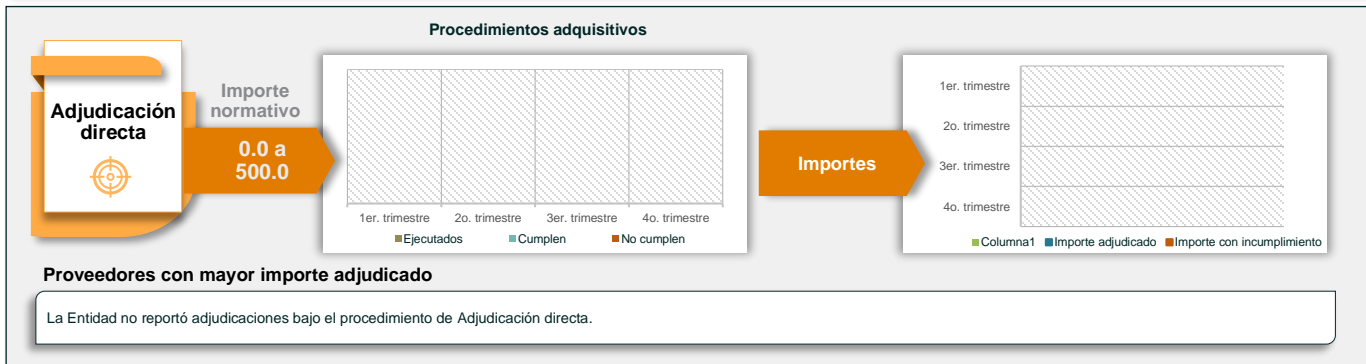 Procedimientos adquisitivos
Adjudicación
directa
Importe
normativo
0.0 a
500.0
1er. trimestre 2o. trimestre 3er. trimestre 4o. trimestre
Ejecutados Cumplen No cumplen
Importes
1er. trimestre
2o. trimestre
3er. trimestre
4o. trimestre
Columna1 Importe adjudicado Importe con incumplimiento
Proveedores con mayor importe adjudicado
La Entidad no reportó adjudicaciones bajo el procedimiento de Adjudicación directa.